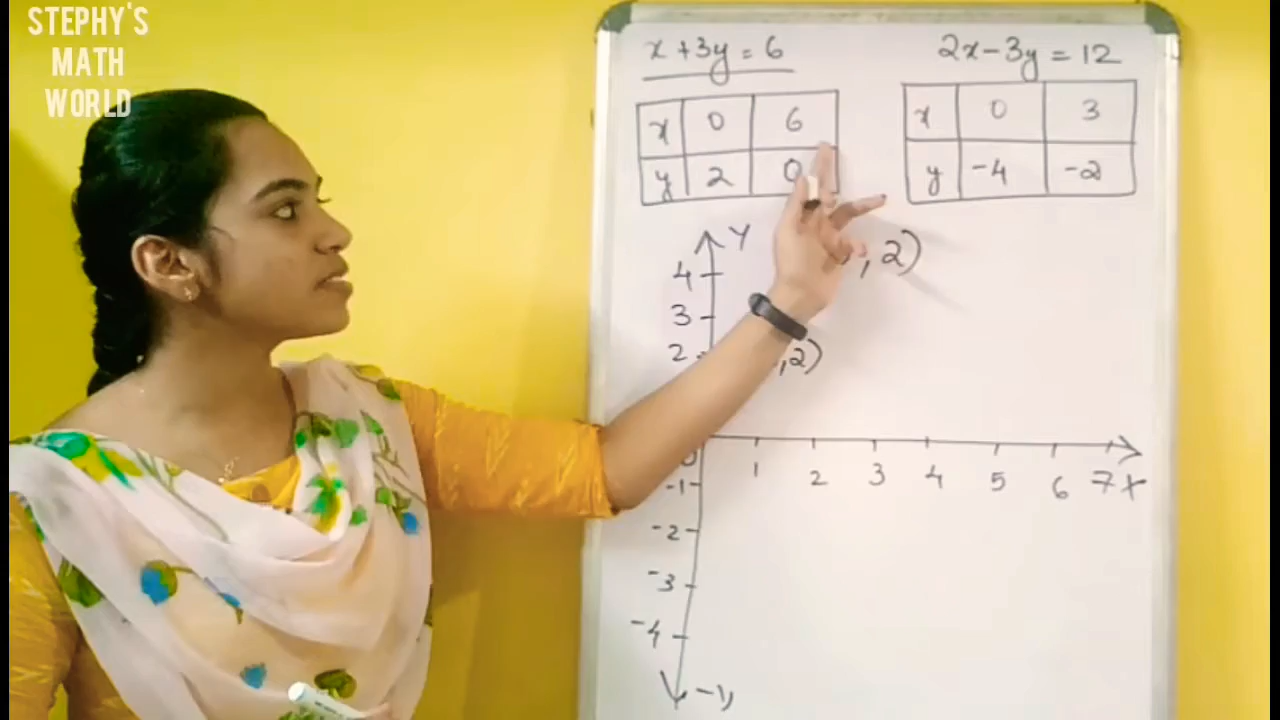 STEPHY'S
MATH
WORLD
x + 3y = 6
x 0 6
y 2 0
2x - 3y = 12
x 0 3
y -4 -2
Y
, 2)
4
3
2 , 2)
0 1 2 3 4 5 6 7 X
-1
-2
-3
-4